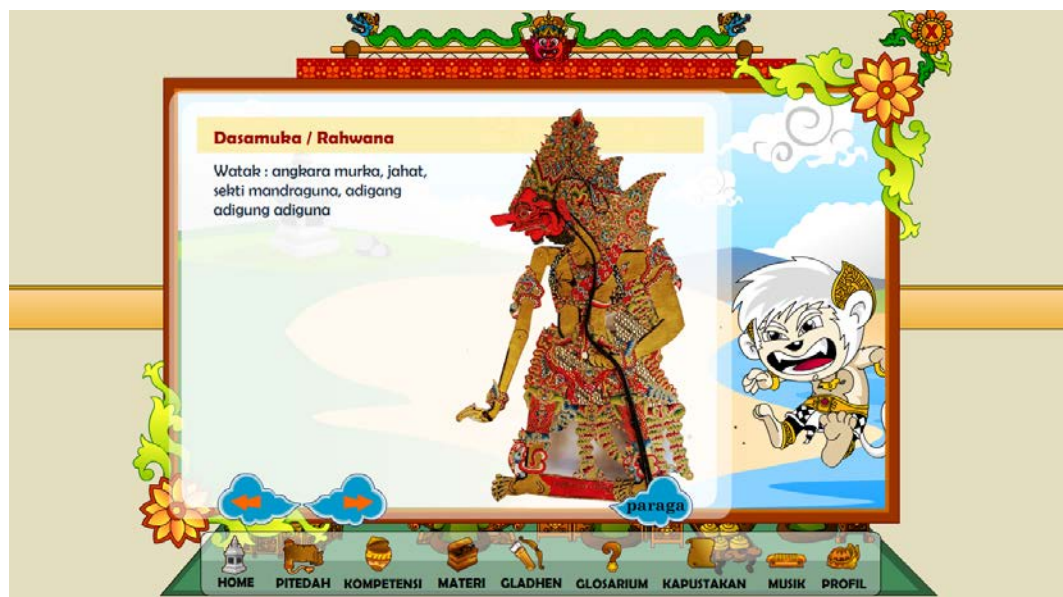 X
Dasamuka / Rahwana
Watak : angkara murka, jahat,
sekti mandraguna, adigang
adigung adiguna
paraga
HOME PITEDAH KOMPETENSI MATERI GLADHEN GLOSARIUM KAPUSTAKAN MUSIK PROFIL